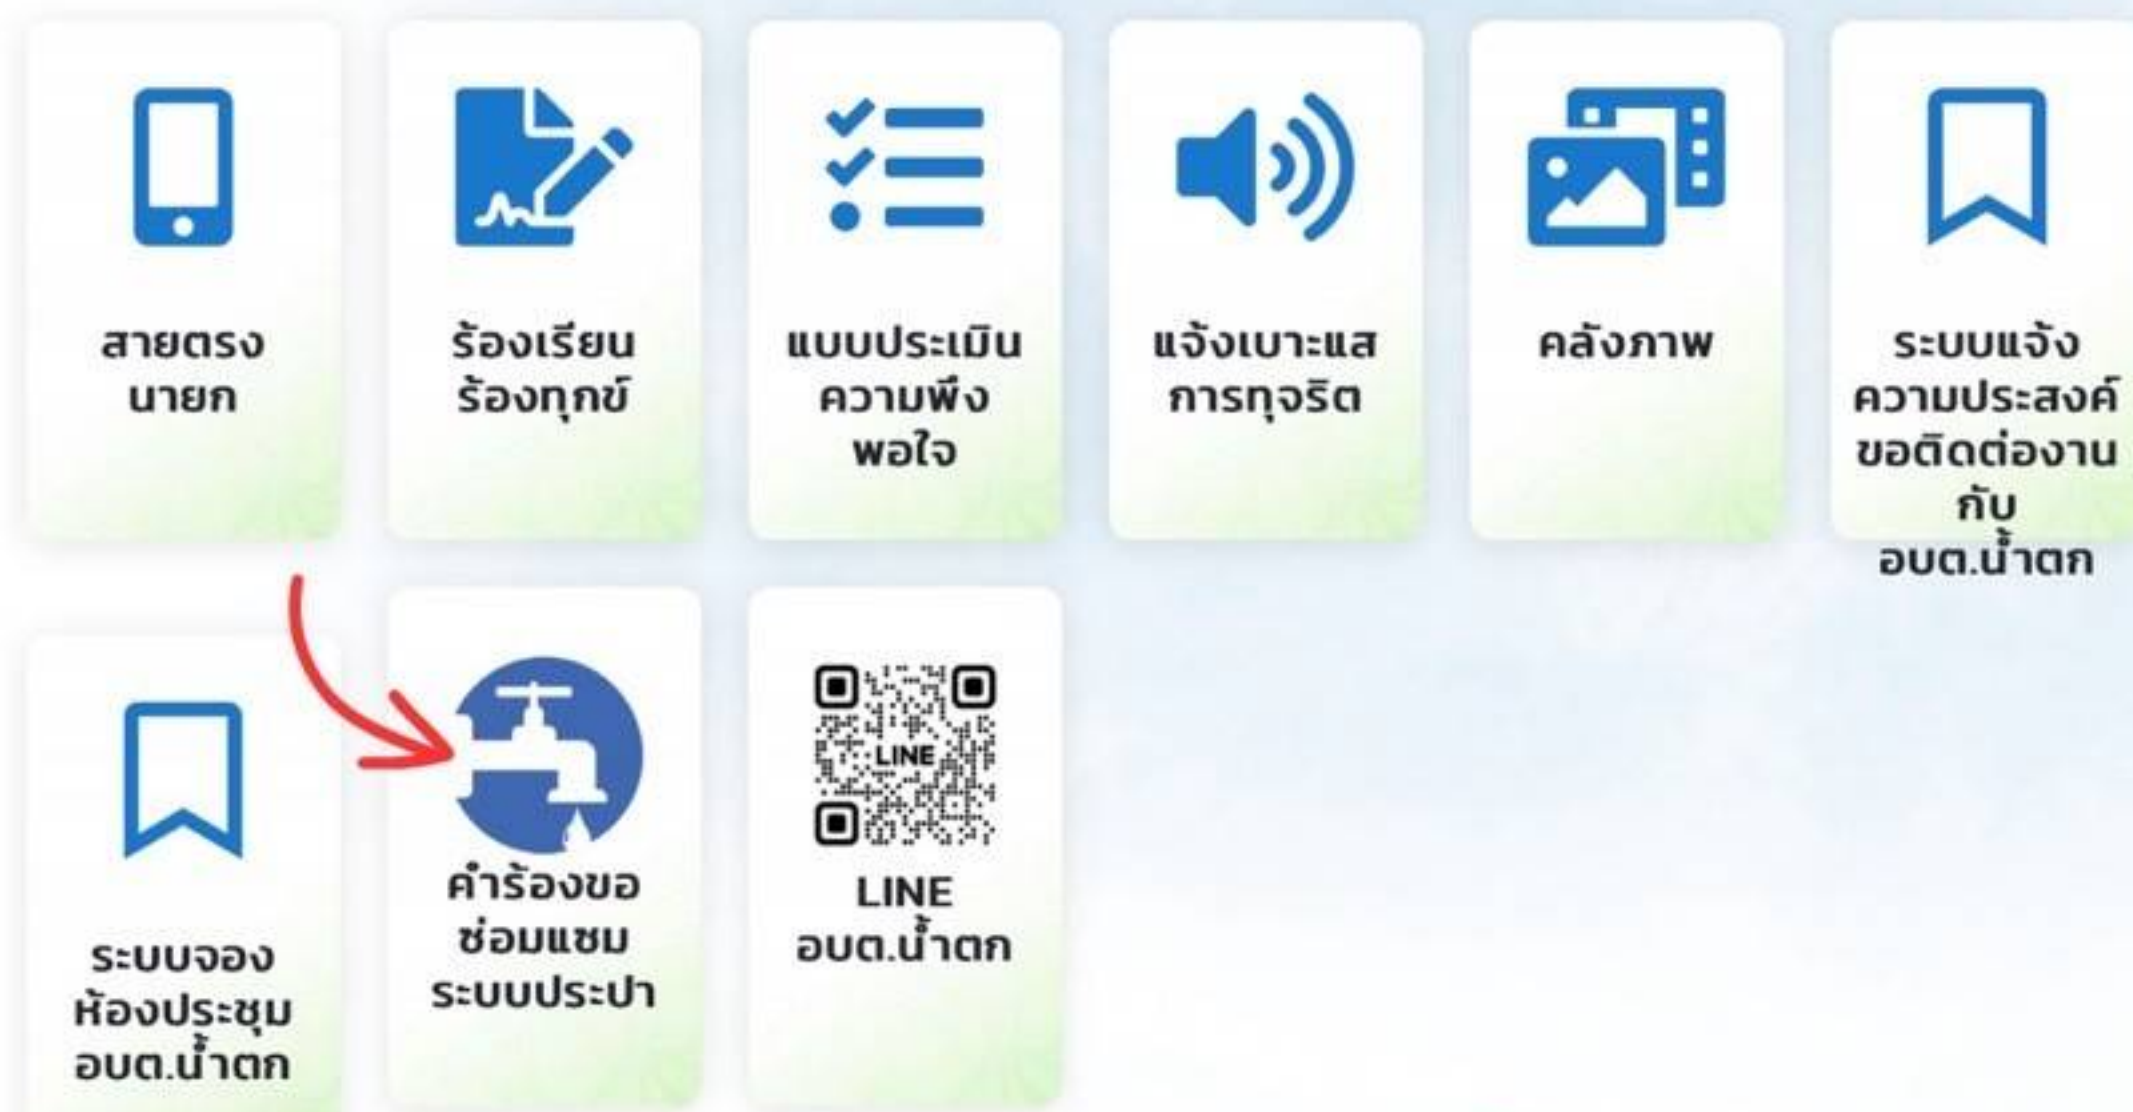 สายตรง
นายก
ร้องเรียน
ร้องทุกข์
แบบประเมิน
ความพึง
พอใจ
แจ้งเบาะแส
การทุจริต
คลังภาพ
ระบบแจ้ง
ความประสงค์
ขอติดต่องาน
กับ
อบต.น้ำตก
ระบบจอง
ห้องประชุม
อบต.น้ำตก
คำร้องขอ
ซ่อมแซม
ระบบประปา
LINE
LINE
อบต.น้ำตก